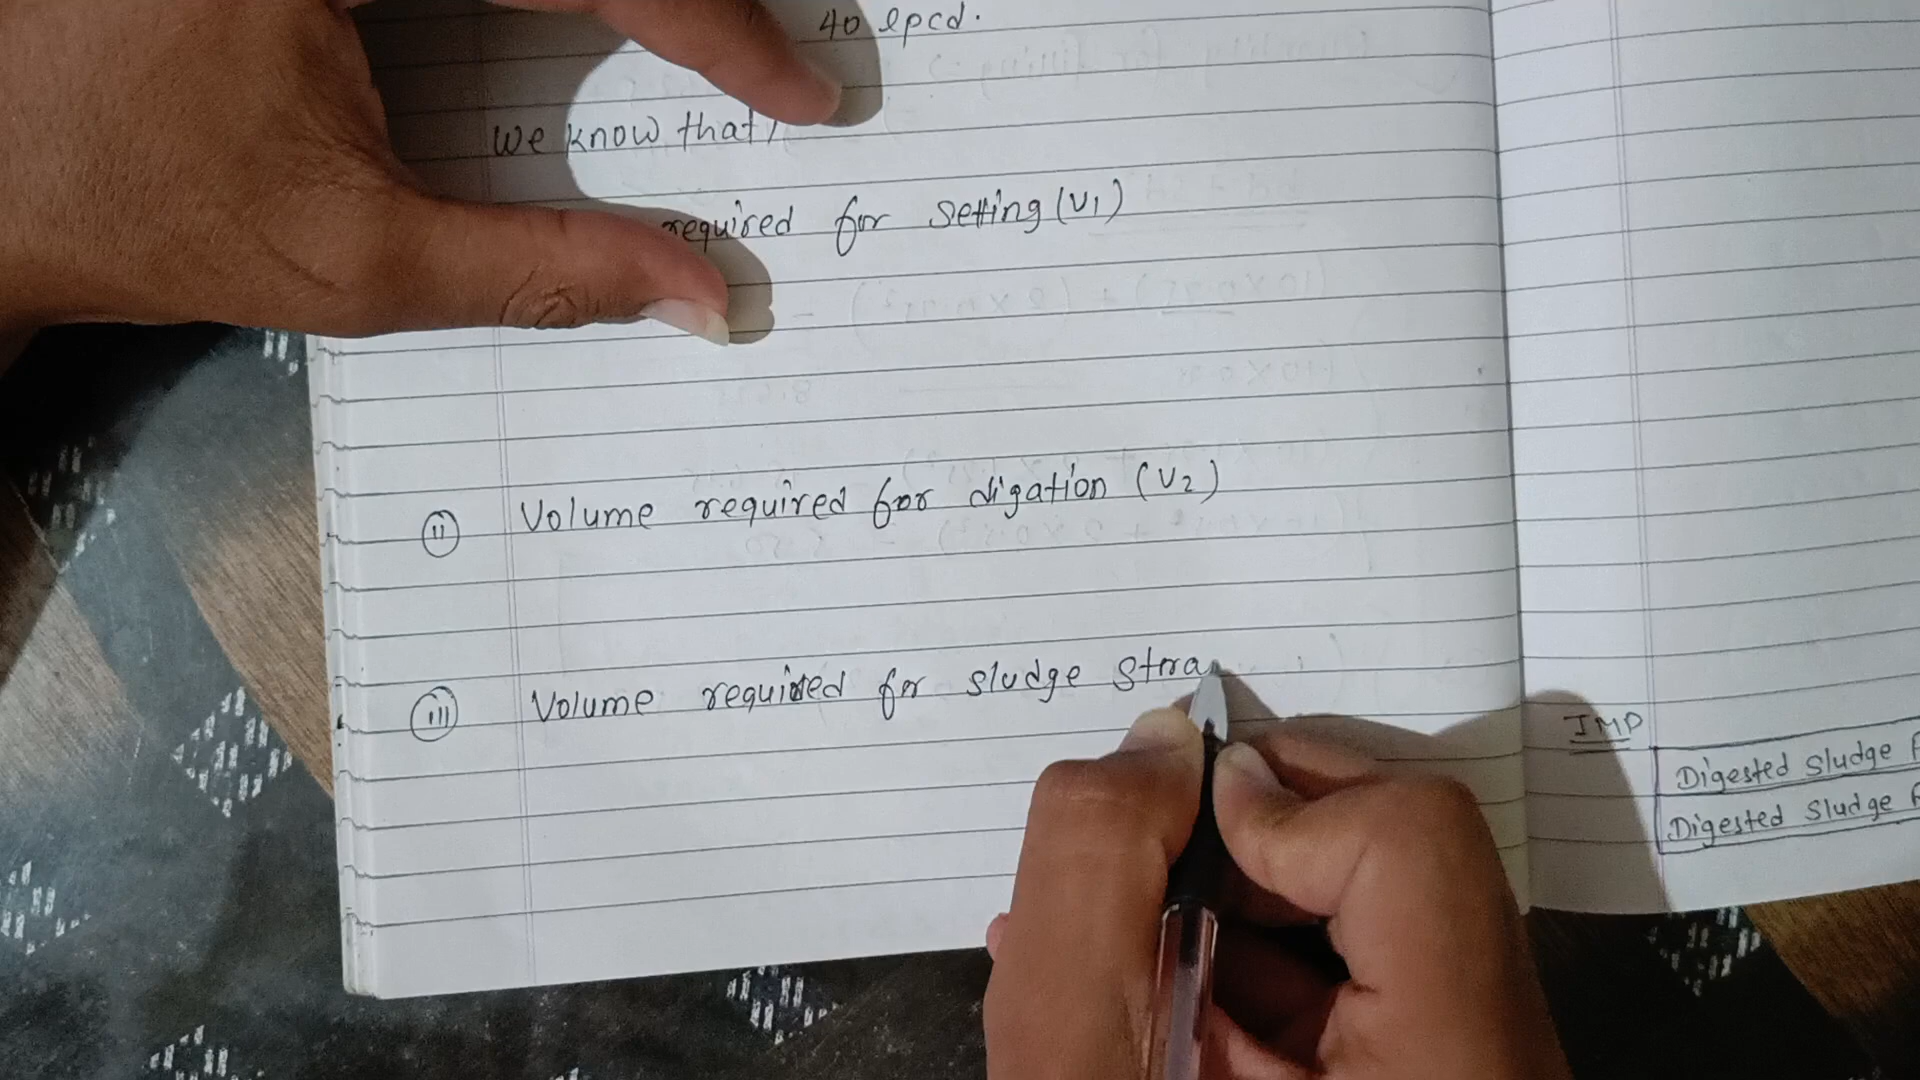 40 lpcd.
We know that,
required for setting (V1)
(ii) Volume required for digation (V2)
(iii) Volume required for sludge stra
IMP
Digested sludge
Digested sludge